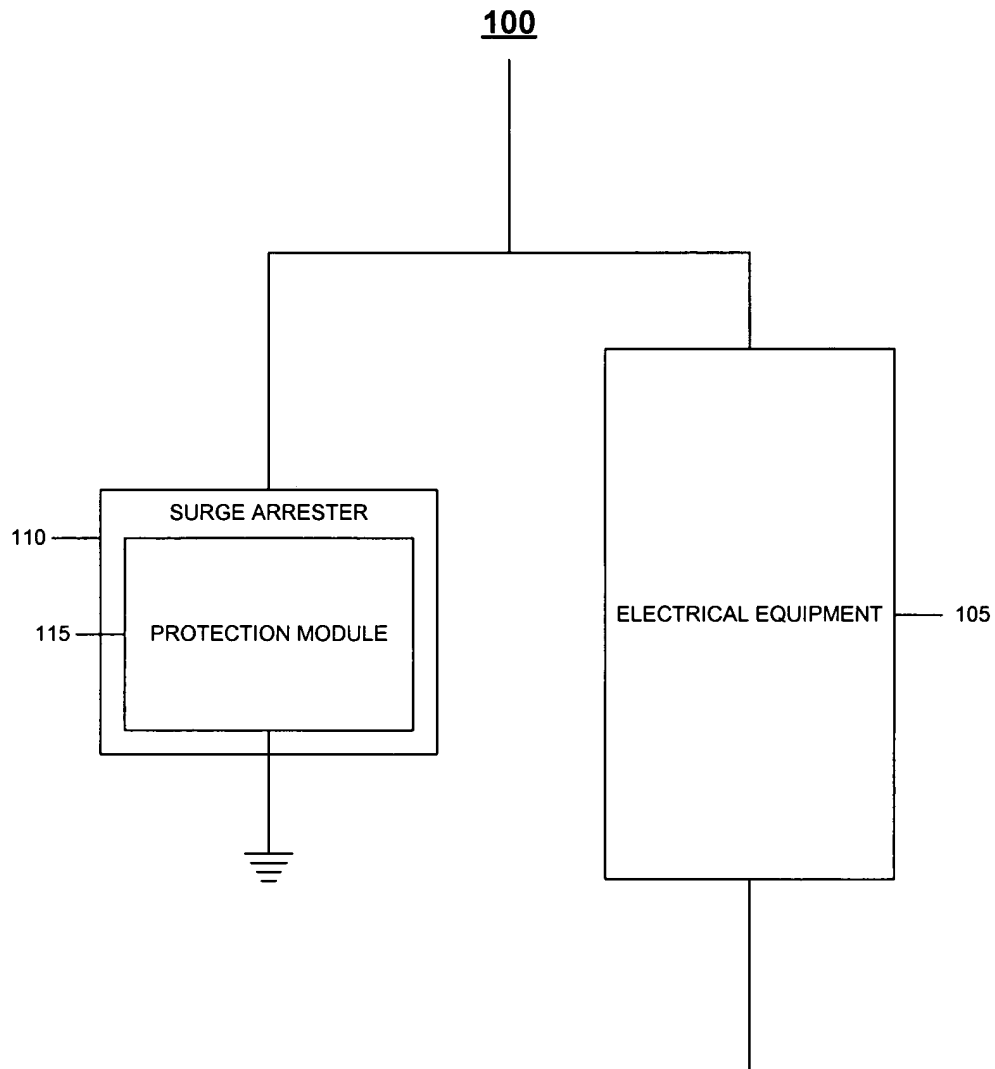 100
SURGE ARRESTER
110
115
PROTECTION MODULE
ELECTRICAL EQUIPMENT
105